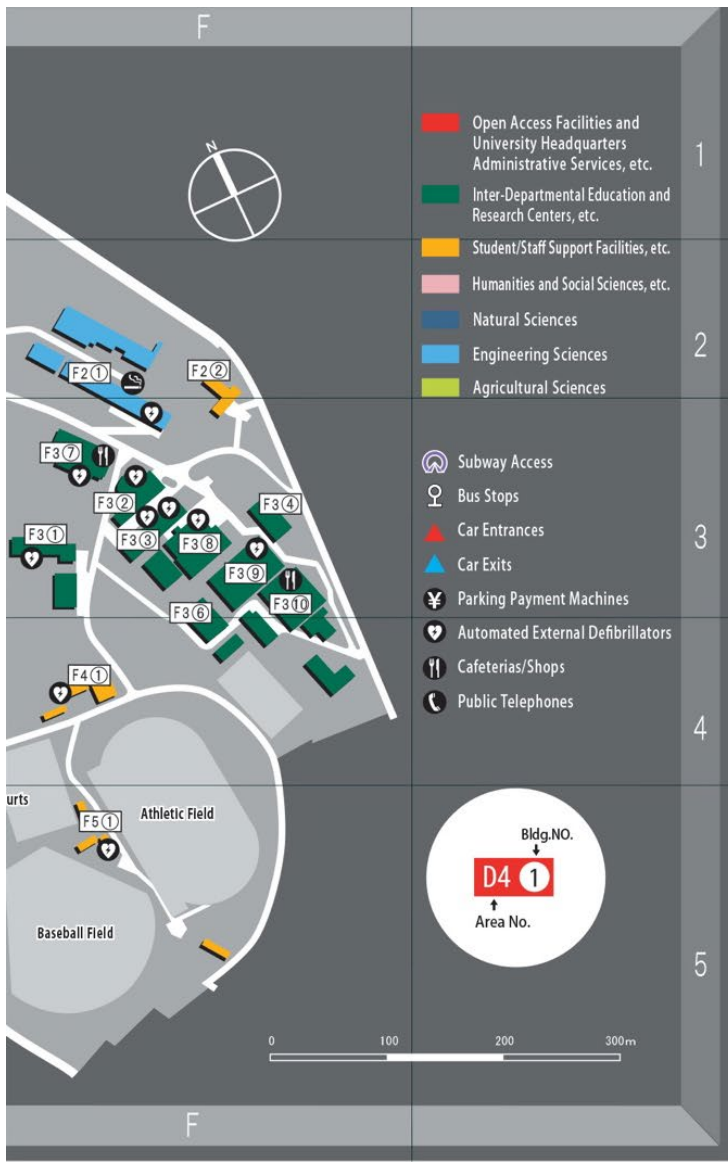 F
N
Open Access Facilities and
University Headquarters
Administrative Services, etc.
1
Inter-Departmental Education and
Research Centers, etc.
Student/Staff Support Facilities, etc.
Humanities and Social Sciences, etc.
Natural Sciences
2
Engineering Sciences
Agricultural Sciences
F2①
F2②
F3⑦
F3②
F3④
F3①
F3③
F3⑧
F3⑨
F3⑥
F3⑩
Subway Access
Bus Stops
3
Car Entrances
Car Exits
¥ Parking Payment Machines
Automated External Defibrillators
Cafeterias/Shops
Public Telephones
4
F4①
urts
Athletic Field
F5①
Baseball Field
Bldg.NO.
D4 1
Area No.
5
0 100 200 300m
F